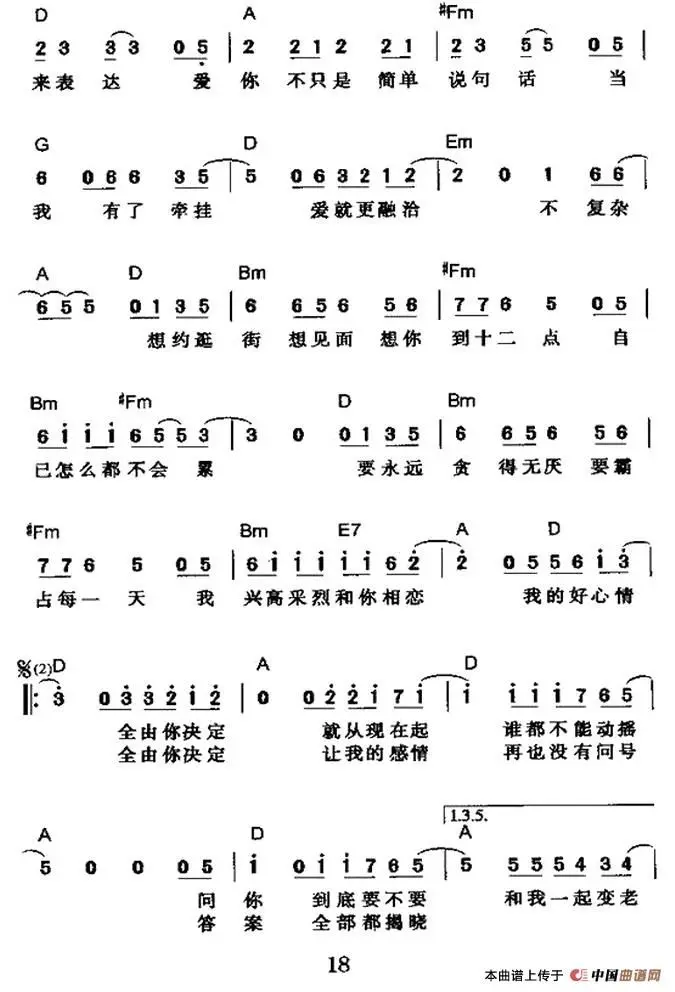 D A #Fm
2 3 3 3 0 5 2 2 2 1 2 2 1 2 3 5 5 0 5
来表 达 爱 你 不只是 简单 说句 话 当
G D Em
6 0 6 6 3 5 5 0 6 3 2 1 2 2 0 1 6 6
我 有了 牵挂 爱就更融洽 不 复杂
A D Bm #Fm
6 5 5 0 1 3 5 6 6 5 6 5 6 7 7 6 5 0 5
想约逛 街 想见面 想你 到十二 点 自
Bm #Fm D Bm
6 i i i 6 5 5 3 3 0 0 1 3 5 6 6 5 6 5 6
已怎么都不会 累 要永远 贪 得无厌 要霸
#Fm Bm E7 A D
7 7 6 5 0 5 6 i i i i i 6 2 2 0 5 5 6 i 3
占每一 天 我 兴高采烈和你相恋 我的好心情
(2)D A D
3 0 3 3 2 i 2 0 0 2 2 i 7 i i i i i 7 6 5
全由你决定 就从现在起 谁都不能动摇
全由你决定 让我的感情 再也没有问号
1.3.5.
A D A
5 0 0 0 5 i 0 i i 7 6 5 5 5 5 5 4 3 4
问 你 到底要不要 和我一起变老
答 案 全部都揭晓
18
本曲谱上传于 中国曲谱网